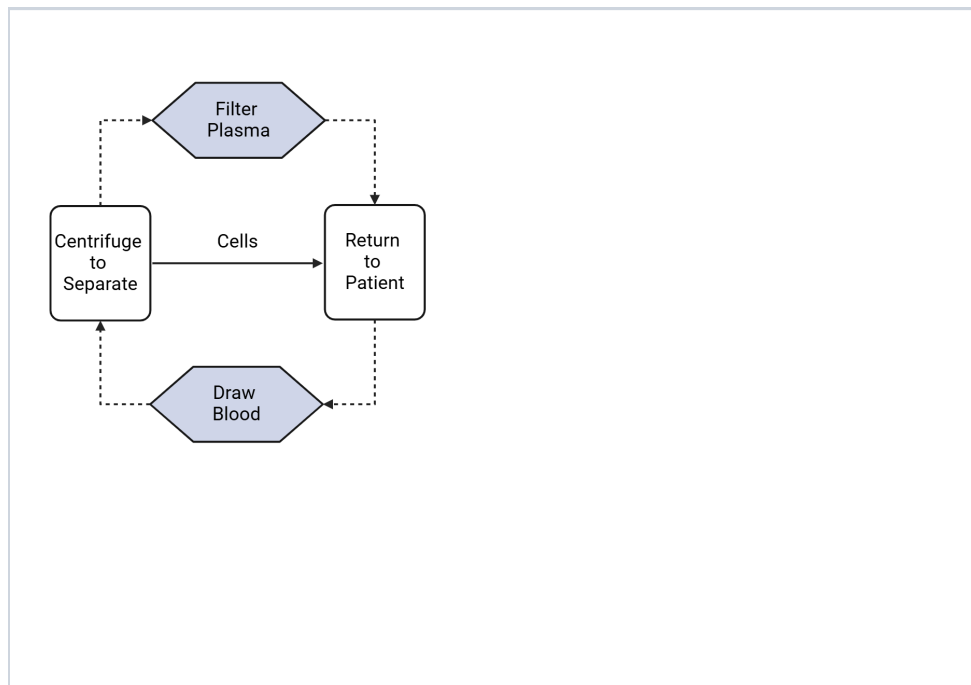 Filter
Plasma
Centrifuge
to
Separate
Cells
Return
to
Patient
Draw
Blood